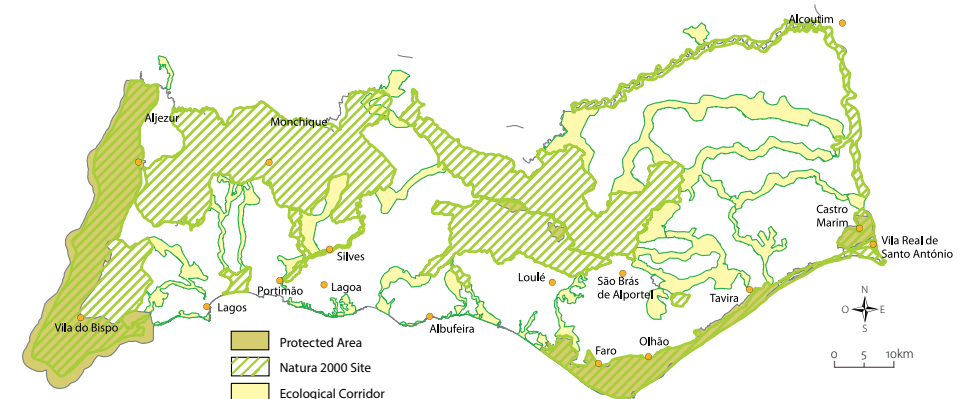 Alcoutim
Aljezur
Monchique
Castro
Marim
Vila Real de
Santo António
Silves
Loulé
São Brás
de Alportel
Portimão
Lagoa
Tavira
Lagos
Vila do Bispo
Albufeira
Faro
Olhão
N
O
E
S
0
5
10km
Protected Area
Natura 2000 Site
Ecological Corridor